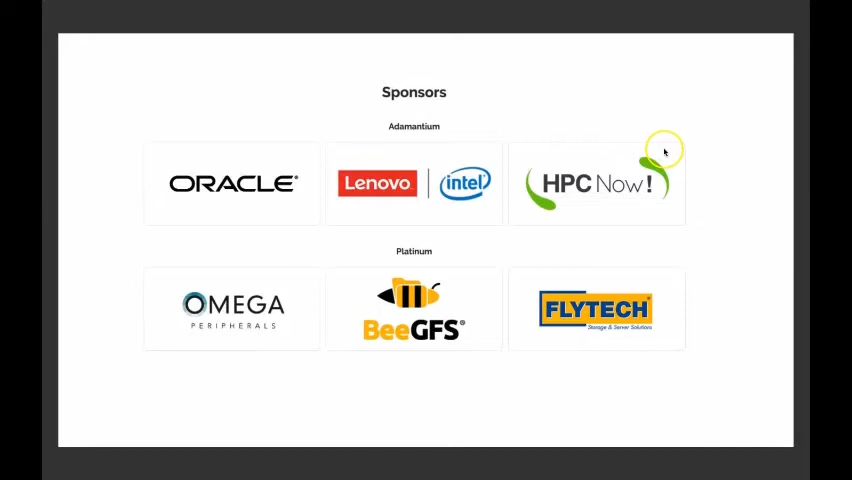 Sponsors
Adamantium
ORACLE®
Lenovo | intel
HPC Now!
Platinum
OMEGA
PERIPHERALS
BeeGFS®
FLYTECH®
Storage & Server Solutions